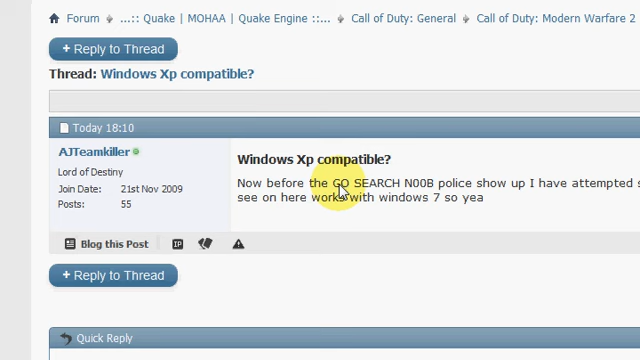 Forum ...:: Quake | MOHAA | Quake Engine ::... Call of Duty: General Call of Duty: Modern Warfare 2
+ Reply to Thread
Thread: Windows Xp compatible?
Today 18:10
AJTeamkiller
Lord of Destiny
Join Date: 21st Nov 2009
Posts: 55
Windows Xp compatible?
Now before the GO SEARCH N00B police show up I have attempted
see on here works with windows 7 so yea
Blog this Post IP
+ Reply to Thread
Quick Reply